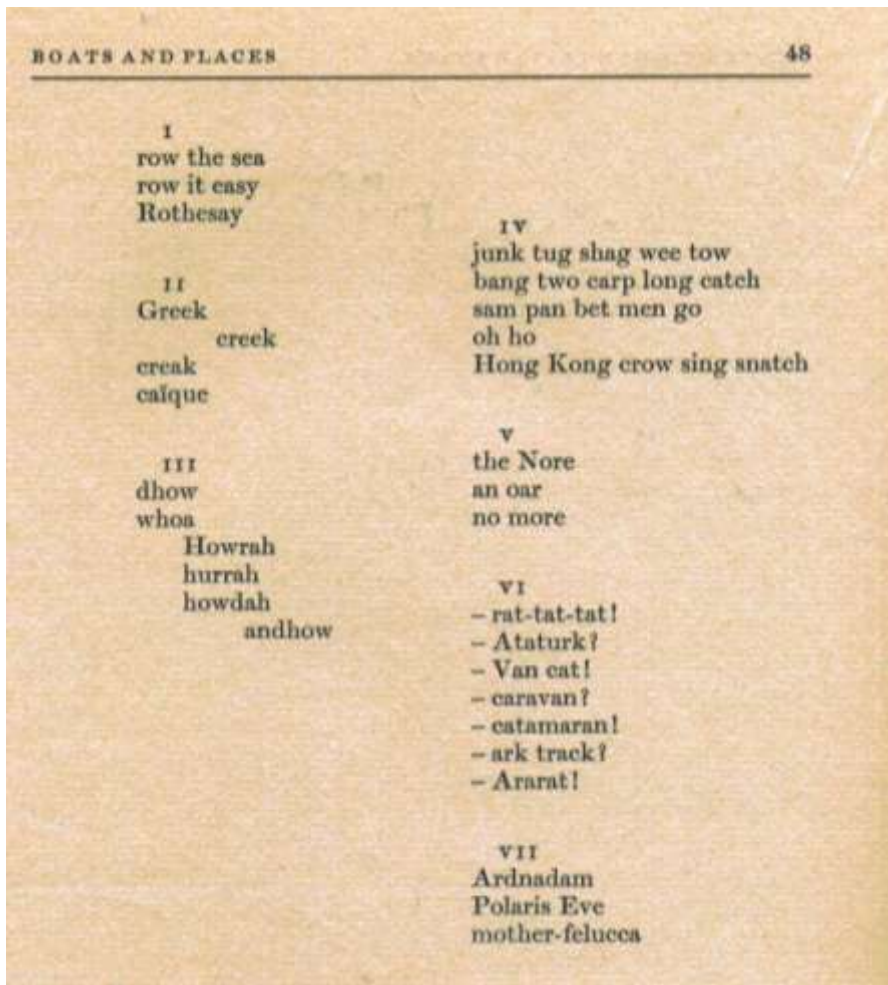 BOATS AND PLACES 48
I
row the sea
row it easy
Rothesay
II
Greek
creek
creak
caïque
III
dhow
whoa
Howrah
hurrah
howdah
andhow
IV
junk tug shag wee tow
bang two carp long catch
sam pan bet men go
oh ho
Hong Kong crow sing snatch
V
the Nore
an oar
no more
VI
– rat-tat-tat!
– Ataturk?
– Van cat!
– caravan?
– catamaran!
– ark track?
– Ararat!
VII
Ardnadam
Polaris Eve
mother-felucca